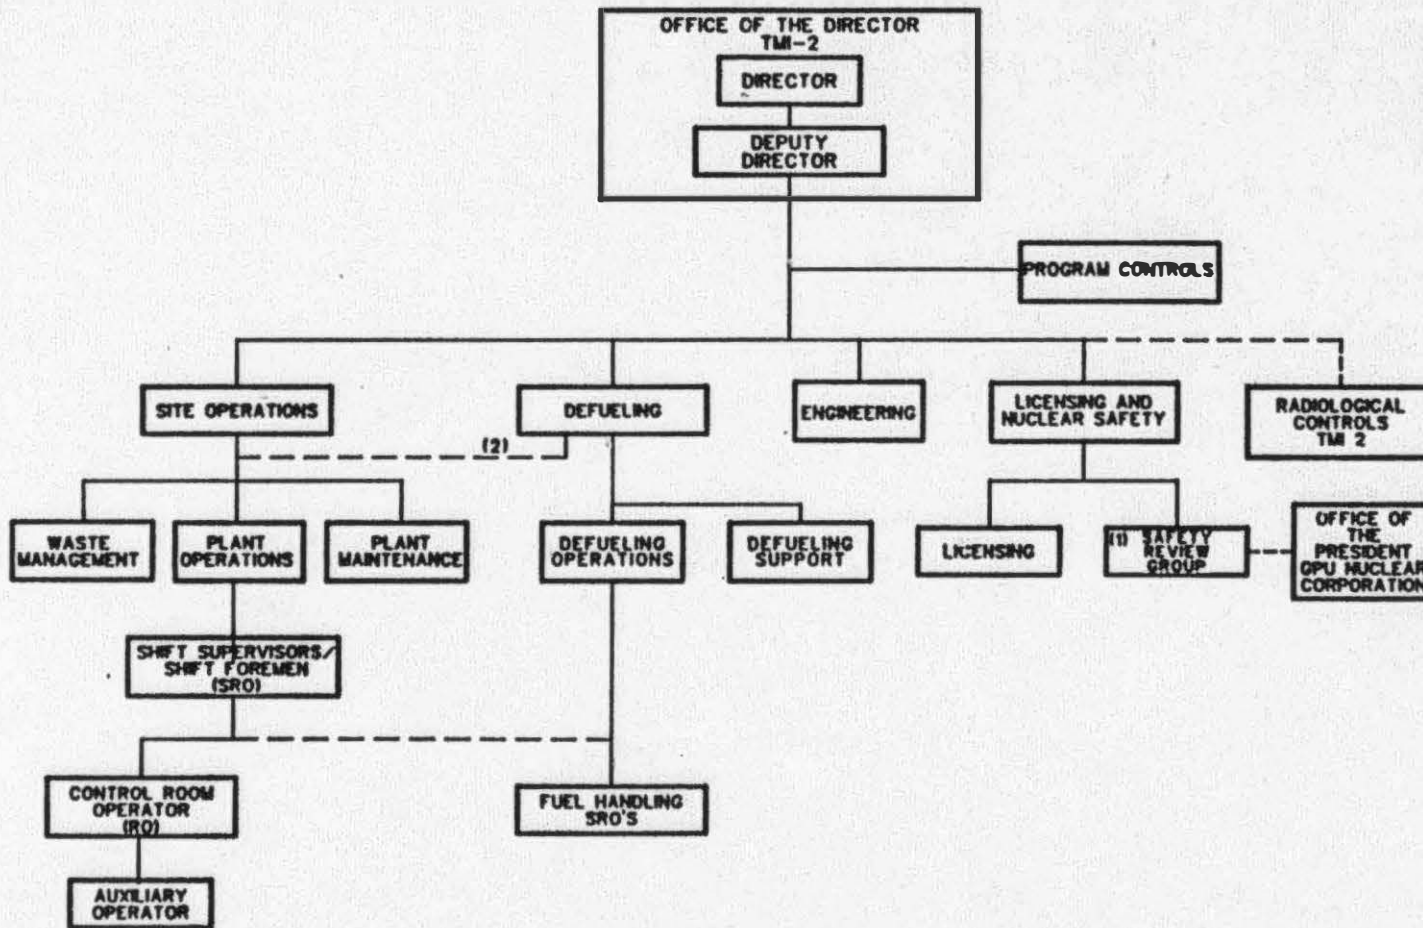 OFFICE OF THE DIRECTOR
TMI-2
DIRECTOR
DEPUTY
DIRECTOR
PROGRAM CONTROLS
SITE OPERATIONS
DEFUELING
ENGINEERING
LICENSING AND
NUCLEAR SAFETY
RADIOLOGICAL
CONTROLS
TMI 2
(2)
WASTE
MANAGEMENT
PLANT
OPERATIONS
PLANT
MAINTENANCE
DEFUELING
OPERATIONS
DEFUELING
SUPPORT
LICENSING
(1) SAFETY
REVIEW
GROUP
OFFICE OF
THE
PRESIDENT
GPU NUCLEAR
CORPORATION
SHIFT SUPERVISORS/
SHIFT FOREMEN
(SRO)
CONTROL ROOM
OPERATOR
(RO)
FUEL HANDLING
SRO'S
AUXILIARY
OPERATOR